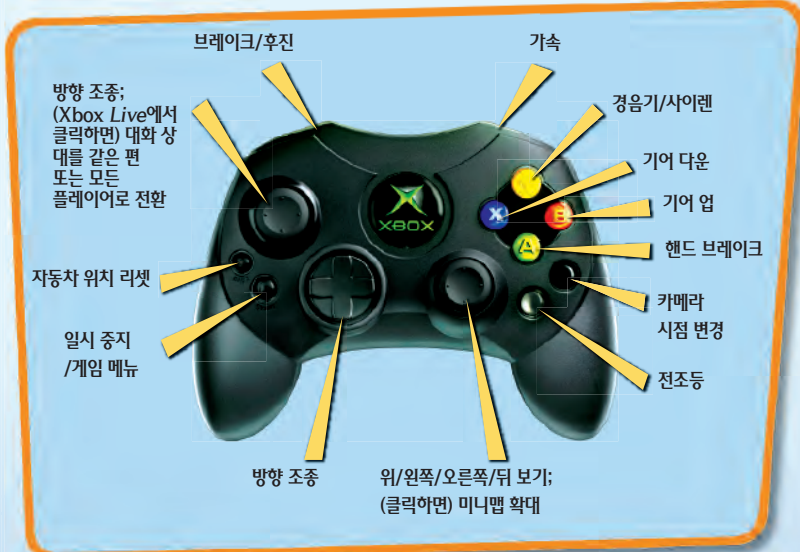 브레이크/후진
가속
방향 조종;
(Xbox Live에서
클릭하면) 대화 상
대를 같은 편
또는 모든
플레이어로 전환
경음기/사이렌
기어 다운
기어 업
핸드 브레이크
X
B
A
XBOX
자동차 위치 리셋
일시 중지
/게임 메뉴
카메라
시점 변경
전조등
방향 조종
위/왼쪽/오른쪽/뒤 보기;
(클릭하면) 미니맵 확대